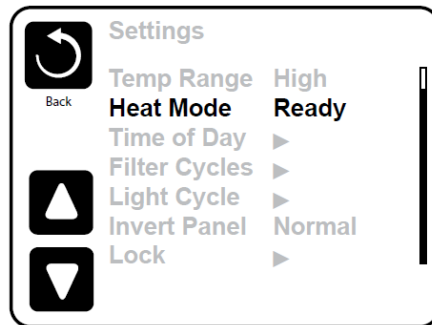 Settings
Back
Temp Range High
Heat Mode Ready
Time of Day ▶
Filter Cycles ▶
Light Cycle ▶
Invert Panel Normal
Lock ▶